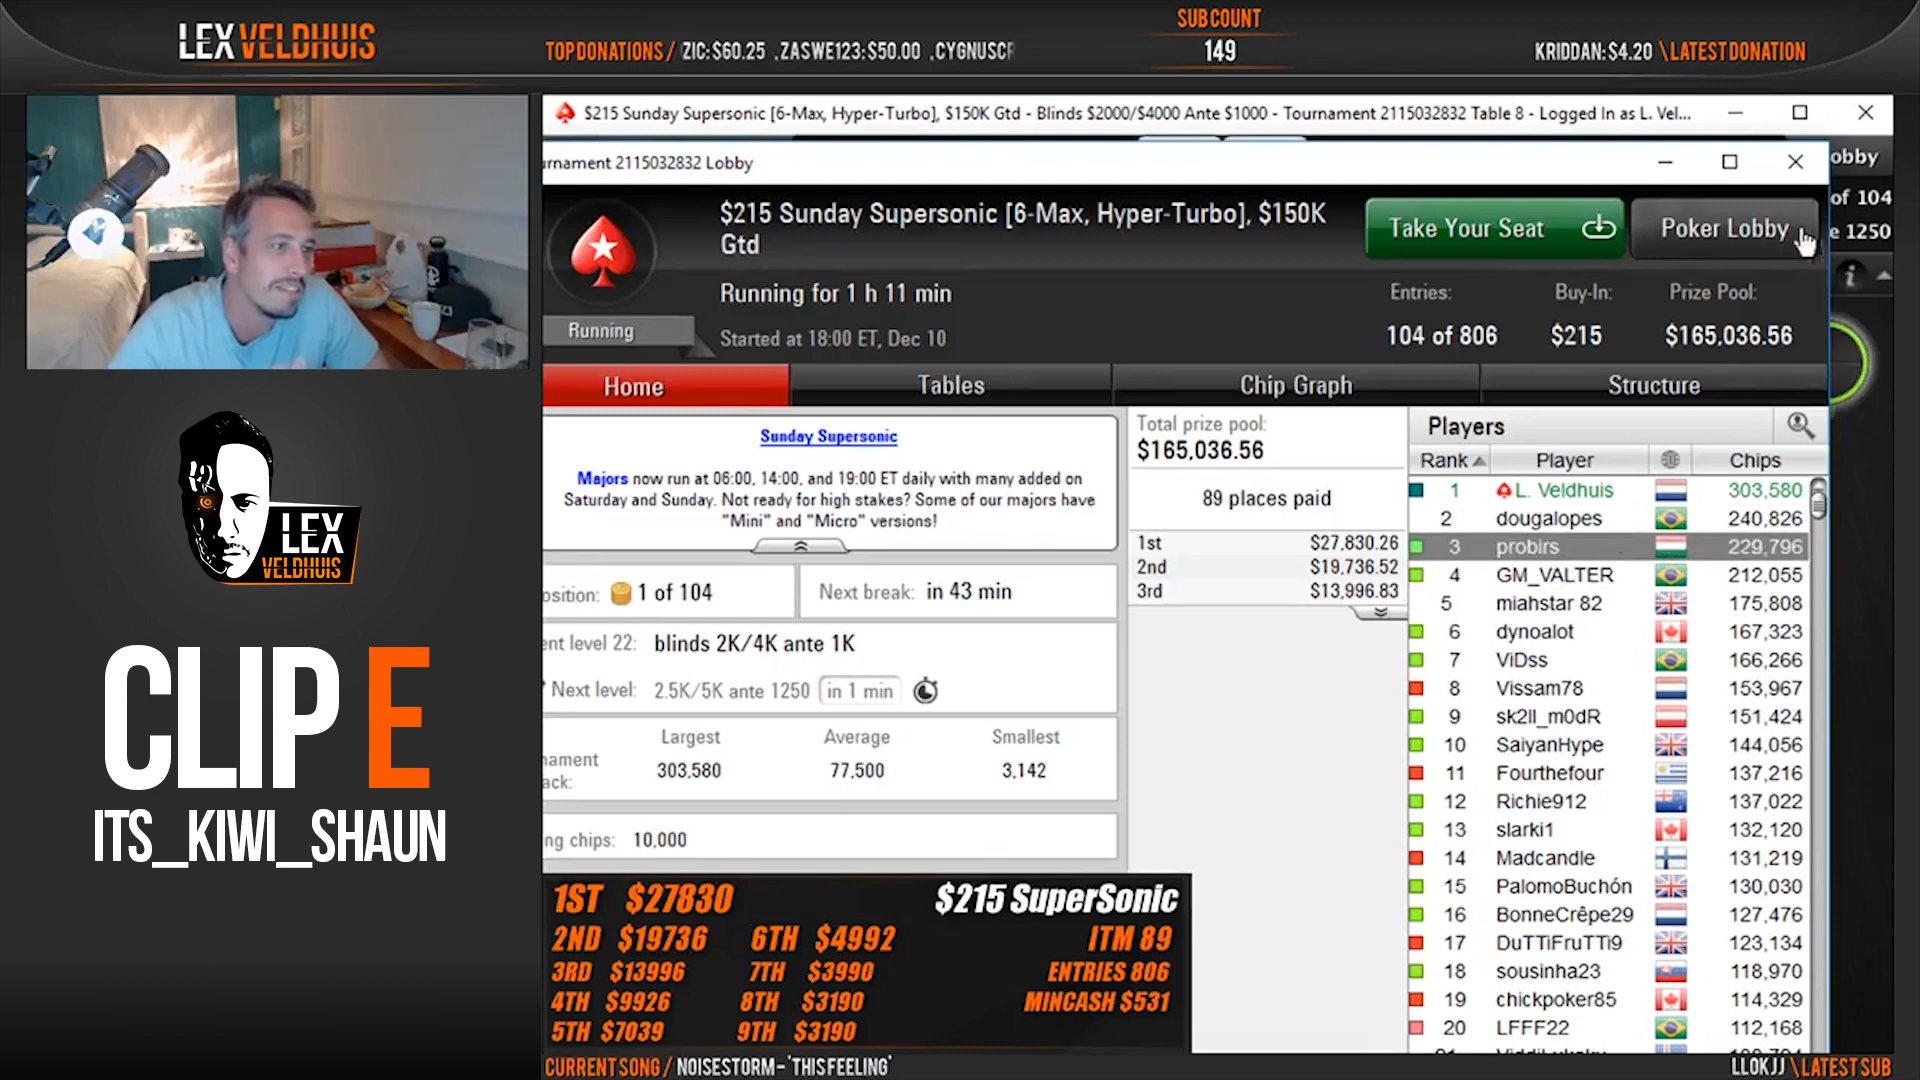 LEX VELDHUIS
TOP DONATIONS / ZIC: $60.25 , ZASWE123: $50.00 , CYGNUSCF
SUB COUNT
149
KRIDDAN: $4.20 \ LATEST DONATION
$215 Sunday Supersonic [6-Max, Hyper-Turbo], $150K Gtd - Blinds $2000/$4000 Ante $1000 - Tournament 2115032832 Table 8 - Logged In as L. Vel...
urnament 2115032832 Lobby
obby
of 104
e 1250
$215 Sunday Supersonic [6-Max, Hyper-Turbo], $150K
Gtd
Take Your Seat
Poker Lobby
Running for 1 h 11 min
Running
Started at 18:00 ET, Dec 10
Entries: Buy-In: Prize Pool:
104 of 806 $215 $165,036.56
Home Tables Chip Graph Structure
Sunday Supersonic
Majors now run at 06:00, 14:00, and 19:00 ET daily with many added on
Saturday and Sunday. Not ready for high stakes? Some of our majors have
"Mini" and "Micro" versions!
osition: 1 of 104
Next break: in 43 min
ent level 22: blinds 2K/4K ante 1K
Next level: 2.5K/5K ante 1250 in 1 min
Largest Average Smallest
nament
ack: 303,580 77,500 3,142
ng chips: 10,000
Total prize pool:
$165,036.56
89 places paid
1st $27,830.26
2nd $19,736.52
3rd $13,996.83
Players
Rank Player Chips
1 L. Veldhuis 303,580
2 dougalopes 240,826
3 probirs 229,796
4 GM_VALTER 212,055
5 miahstar 82 175,808
6 dynoalot 167,323
7 ViDss 166,266
8 Vissam78 153,967
9 sk2ll_m0dR 151,424
10 SaiyanHype 144,056
11 Fourthefour 137,216
12 Richie912 137,022
13 slarki1 132,120
14 Madcandle 131,219
15 PalomoBuchón 130,030
16 BonneCrêpe29 127,476
17 DuTTiFruTTi9 123,134
18 sousinha23 118,970
19 chickpoker85 114,329
20 LFFF22 112,168
LEX
VELDHUIS
CLIP E
ITS_KIWI_SHAUN
1ST $27830 $215 SuperSonic
2ND $19736 6TH $4992 ITM 89
3RD $13996 7TH $3990 ENTRIES 806
4TH $9926 8TH $3190 MINCASH $531
5TH $7039 9TH $3190
CURRENT SONG / NOISESTORM - 'THIS FEELING'
LLOKJJ \ LATEST SUB